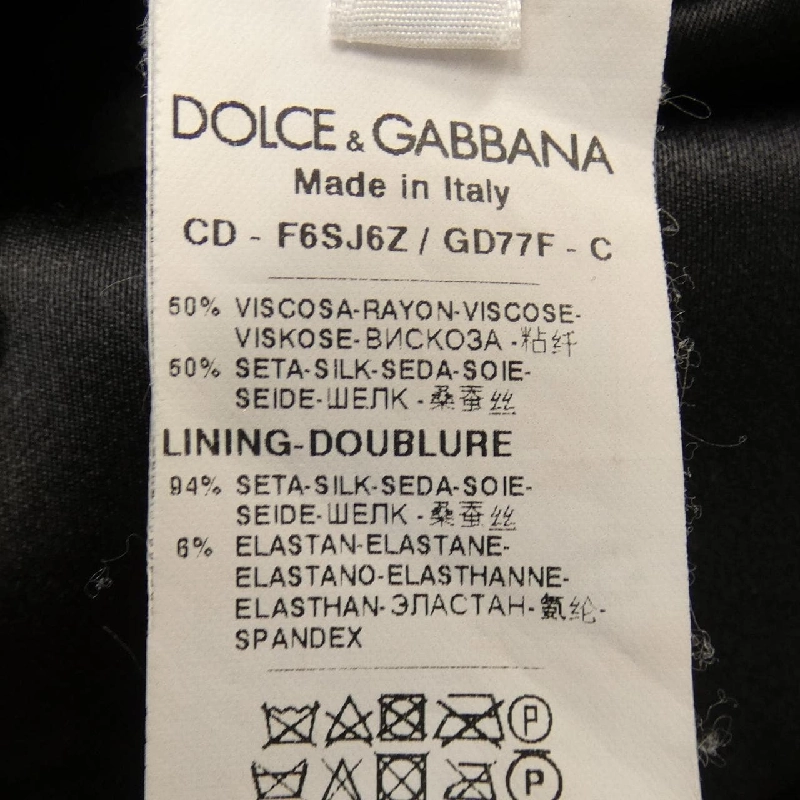 DOLCE & GABBANA
Made in Italy
CD - F6SJ6Z / GD77F - C
50% VISCOSA-RAYON-VISCOSE-
VISKOSE-ВИСКОЗА -粘纤
50% SETA-SILK-SEDA-SOIE-
SEIDE-ШЕЛК -桑蚕丝
LINING-DOUBLURE
94% SETA-SILK-SEDA-SOIE-
SEIDE-ШЕЛК -桑蚕丝
6% ELASTAN-ELASTANE-
ELASTANO-ELASTHANNE-
ELASTHAN-ЭЛАСТАН-氨纶-
SPANDEX
P
P